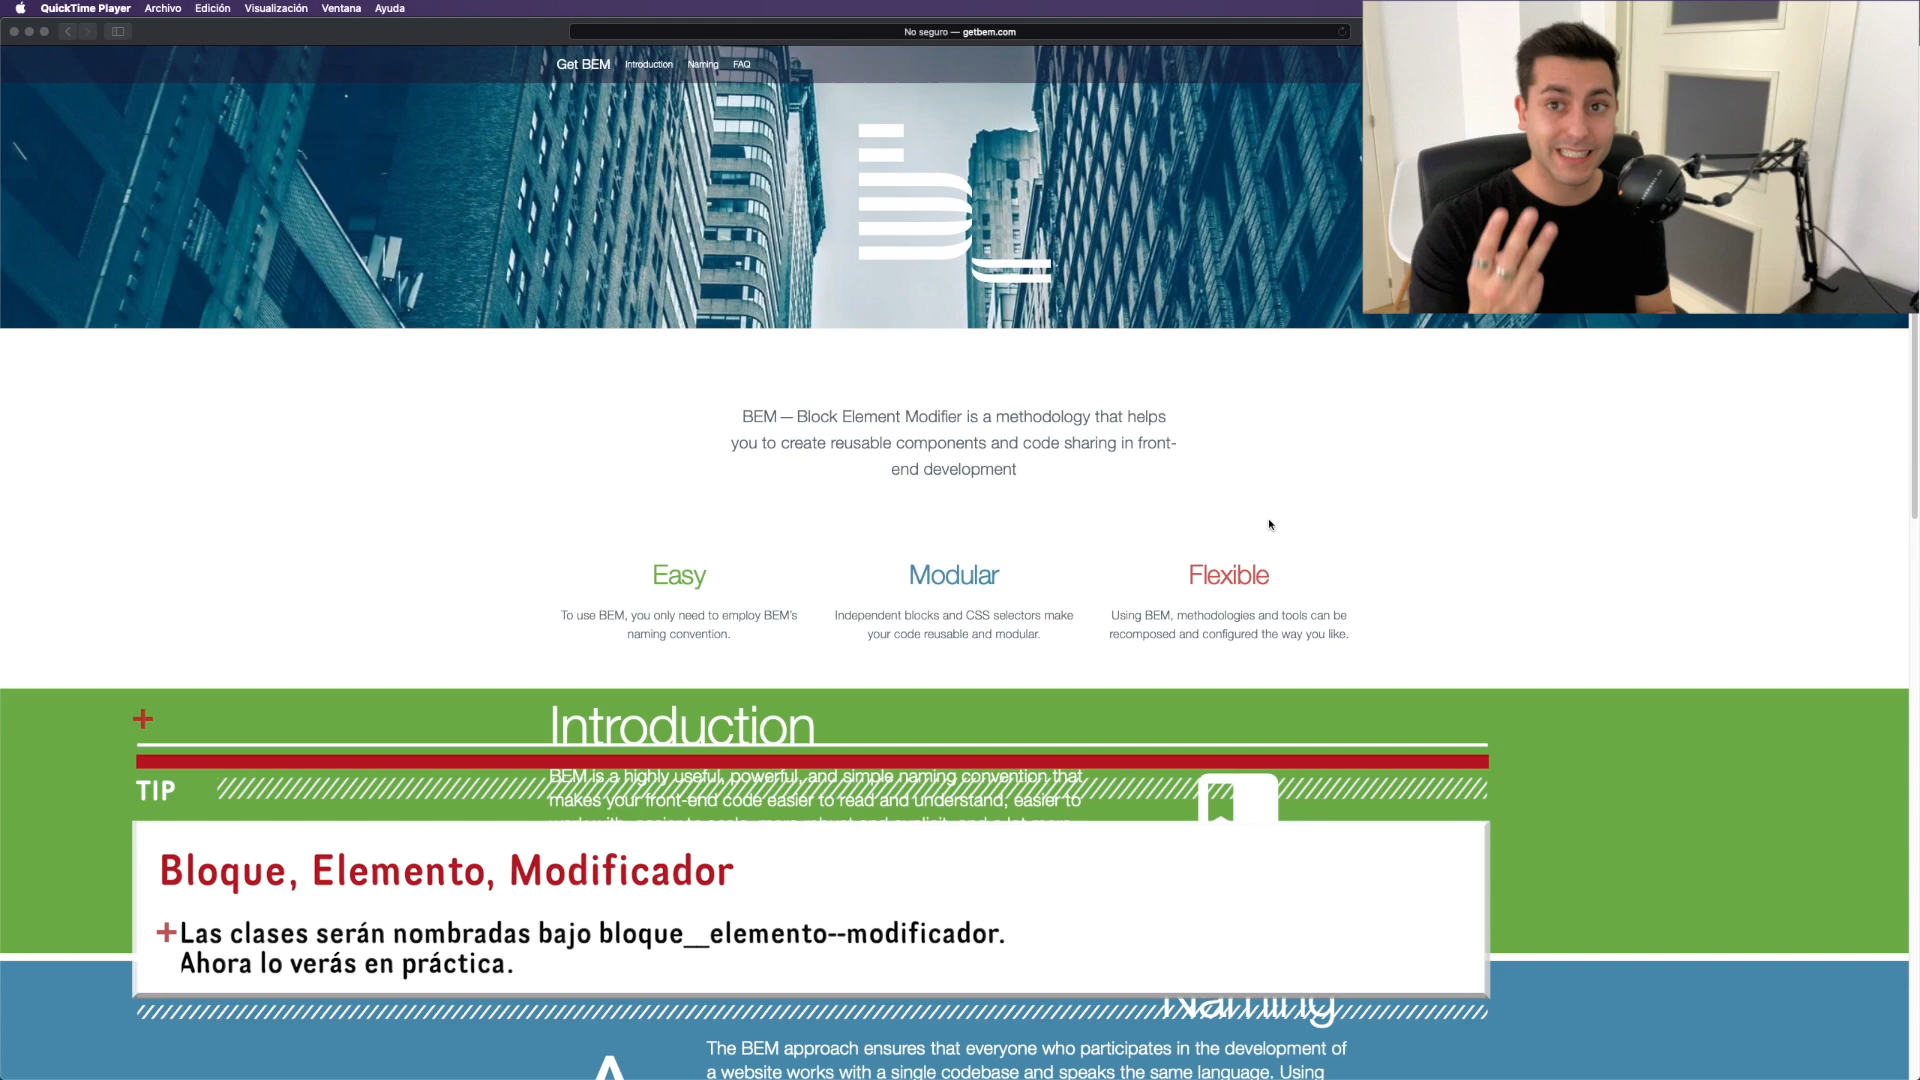 QuickTime Player Archivo Edición Visualización Ventana Ayuda
No seguro — getbem.com
Get BEM Introduction Naming FAQ
BEM — Block Element Modifier is a methodology that helps
you to create reusable components and code sharing in front-
end development
Easy
To use BEM, you only need to employ BEM's
naming convention.
Modular
Independent blocks and CSS selectors make
your code reusable and modular.
Flexible
Using BEM, methodologies and tools can be
recomposed and configured the way you like.
Introduction
BEM is a highly useful, powerful, and simple naming convention that
makes your front-end code easier to read and understand, easier to
TIP
Bloque, Elemento, Modificador
+Las clases serán nombradas bajo bloque__elemento--modificador.
Ahora lo verás en práctica.
Naming
The BEM approach ensures that everyone who participates in the development of
a website works with a single codebase and speaks the same language. Using